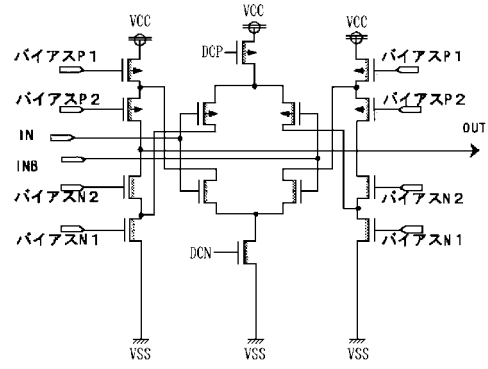 VCC
VCC
VCC
バイアスP1
DCP
バイアスP1
バイアスP2
バイアスP2
IN
OUT
INB
バイアスN2
バイアスN2
バイアスN1
バイアスN1
DCN
VSS
VSS
VSS